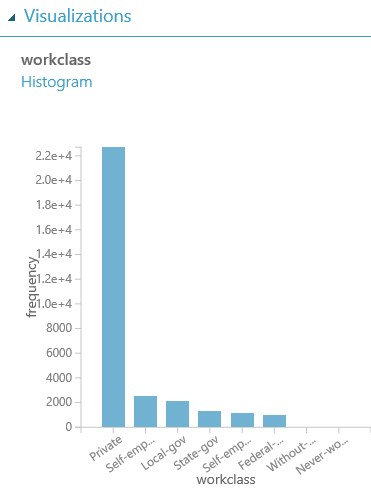 Visualizations
workclass
Histogram
2.2e+4
2.0e+4
1.8e+4
1.6e+4
1.4e+4
1.2e+4
1.0e+4
8000
6000
4000
2000
0
frequency
Private
Self-emp...
Local-gov
State-gov
Self-emp...
Federal-...
Without-...
Never-wo...
workclass